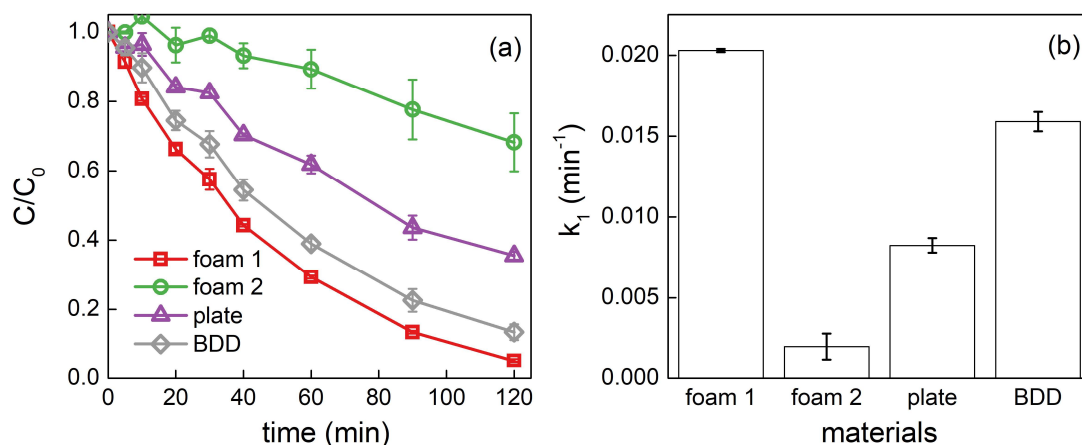 (a)
C/C0
1.0
0.8
0.6
0.4
0.2
0.0
foam 1
foam 2
plate
BDD
0 20 40 60 80 100 120
time (min)
(b)
k1 (min-1)
0.020
0.015
0.010
0.005
0.000
foam 1 foam 2 plate BDD
materials